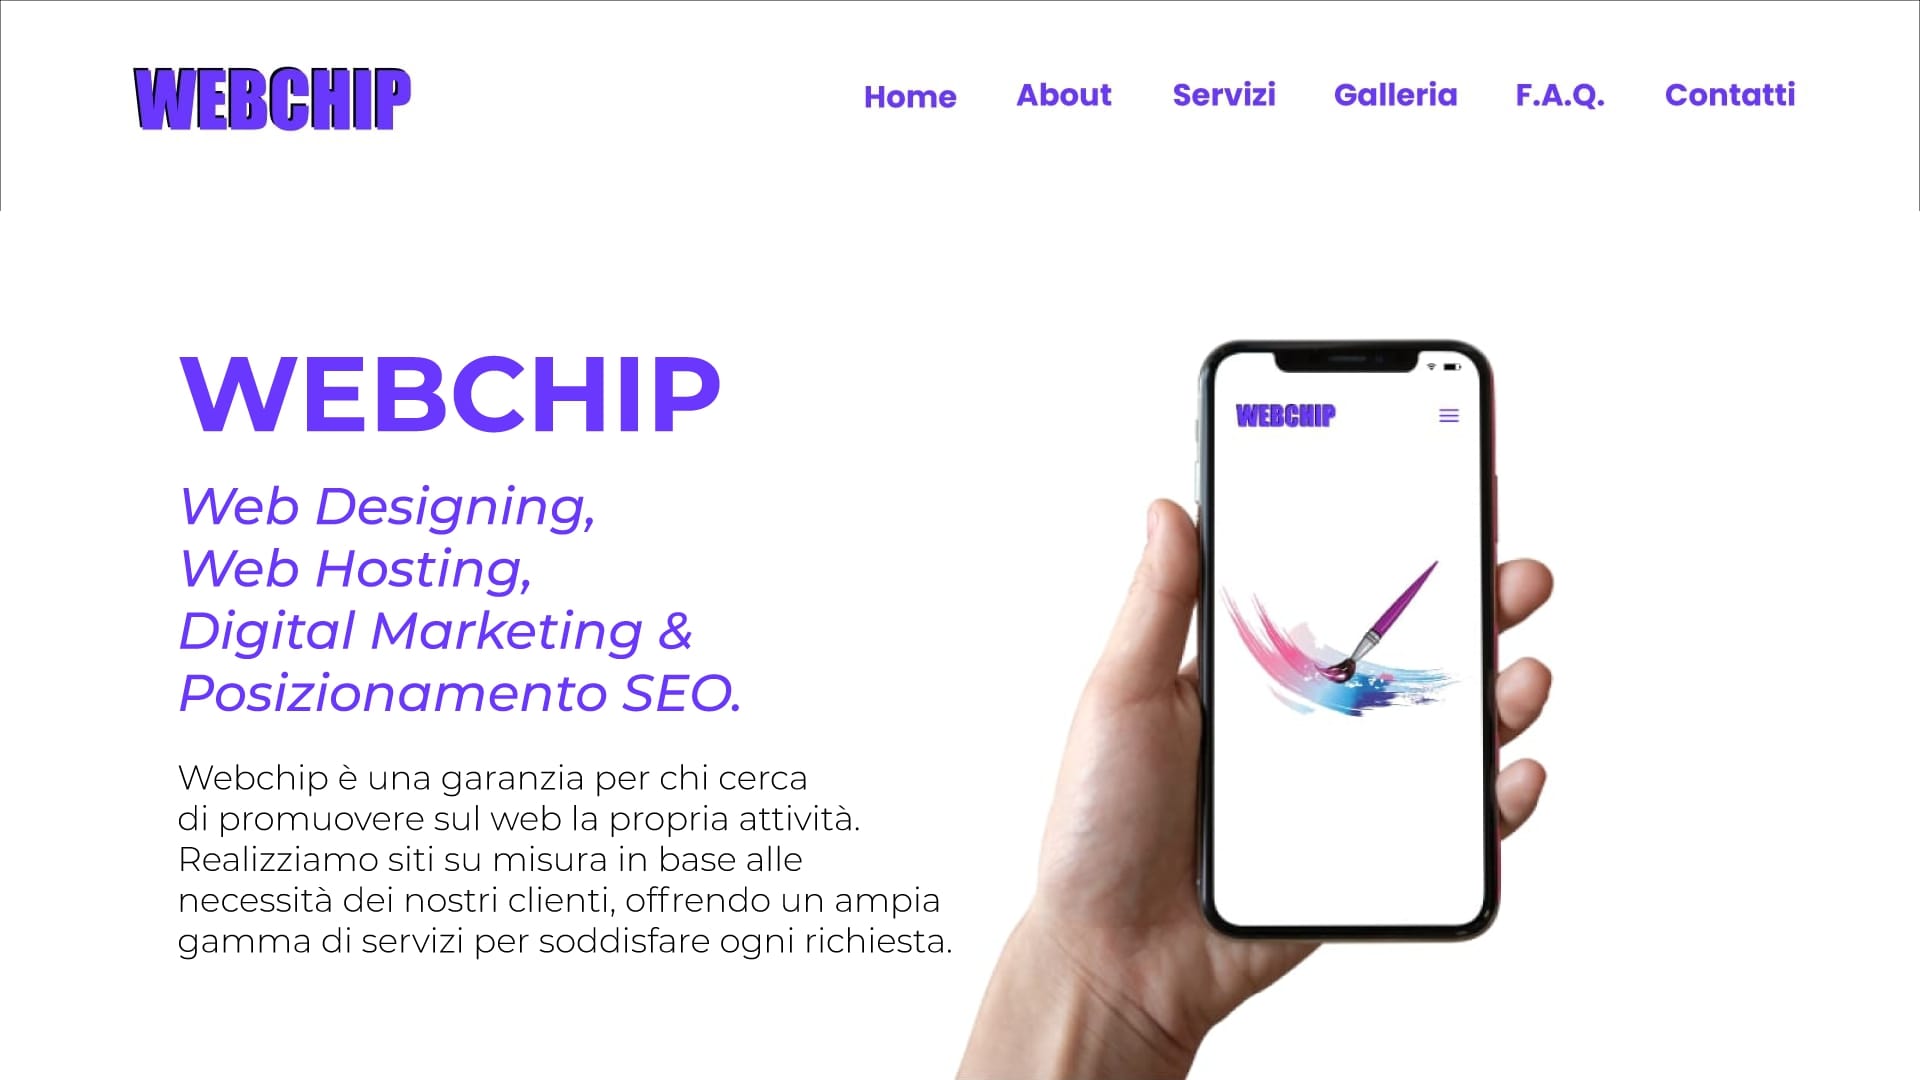 WEBCHIP
Home About Servizi Galleria F.A.Q. Contatti
WEBCHIP
Web Designing,
Web Hosting,
Digital Marketing &
Posizionamento SEO.
Webchip è una garanzia per chi cerca
di promuovere sul web la propria attività.
Realizziamo siti su misura in base alle
necessità dei nostri clienti, offrendo un ampia
gamma di servizi per soddisfare ogni richiesta.
WEBCHIP